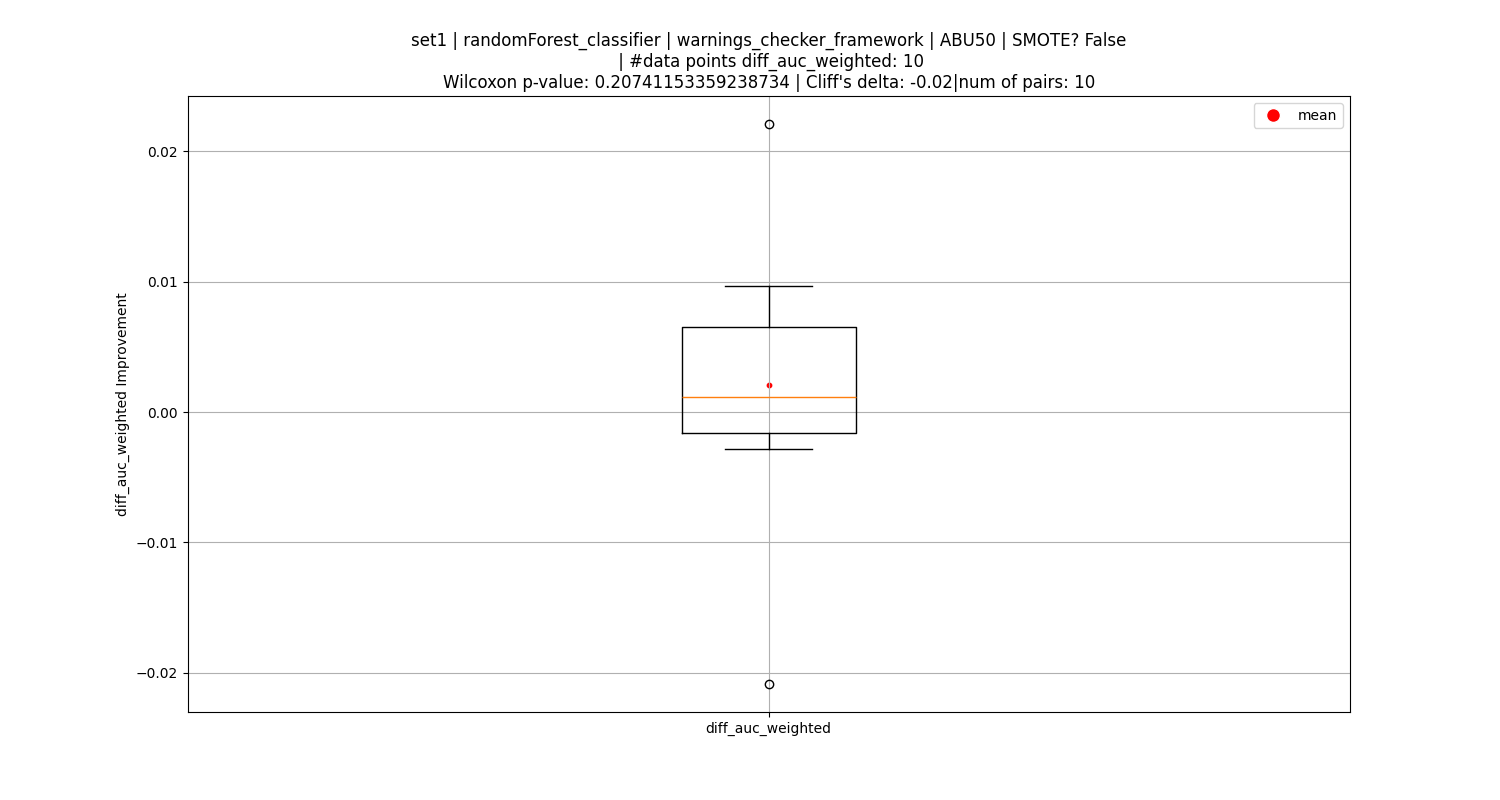 set1 | randomForest_classifier | warnings_checker_framework | ABU50 | SMOTE? False
| #data points diff_auc_weighted: 10
Wilcoxon p-value: 0.20741153359238734 | Cliff's delta: -0.02|num of pairs: 10
mean
0.02
0.01
0.00
−0.01
−0.02
diff_auc_weighted Improvement
diff_auc_weighted